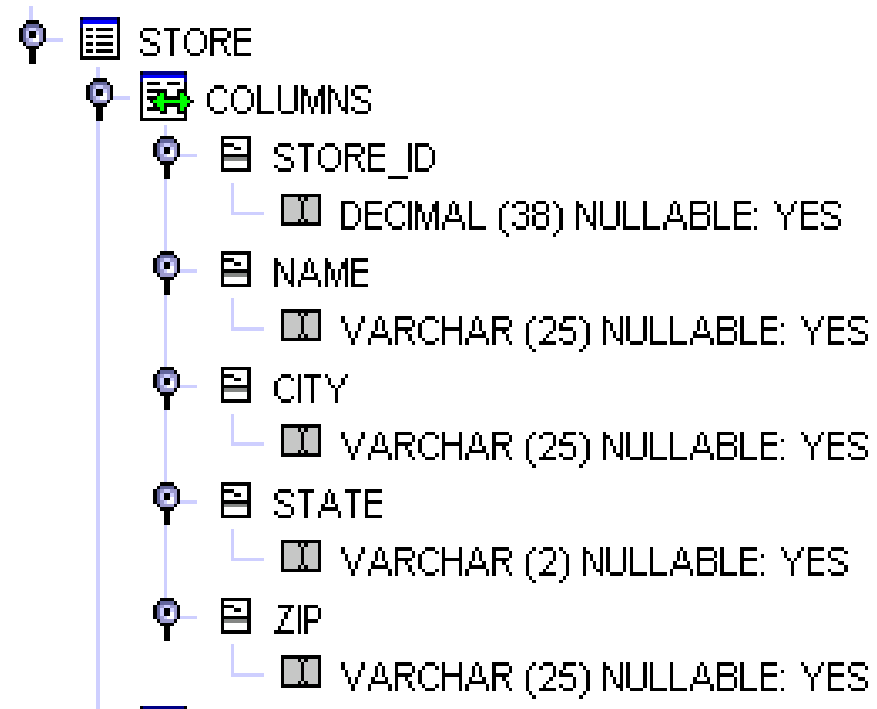 STORE
COLUMNS
STORE_ID
DECIMAL (38) NULLABLE: YES
NAME
VARCHAR (25) NULLABLE: YES
CITY
VARCHAR (25) NULLABLE: YES
STATE
VARCHAR (2) NULLABLE: YES
ZIP
VARCHAR (25) NULLABLE: YES